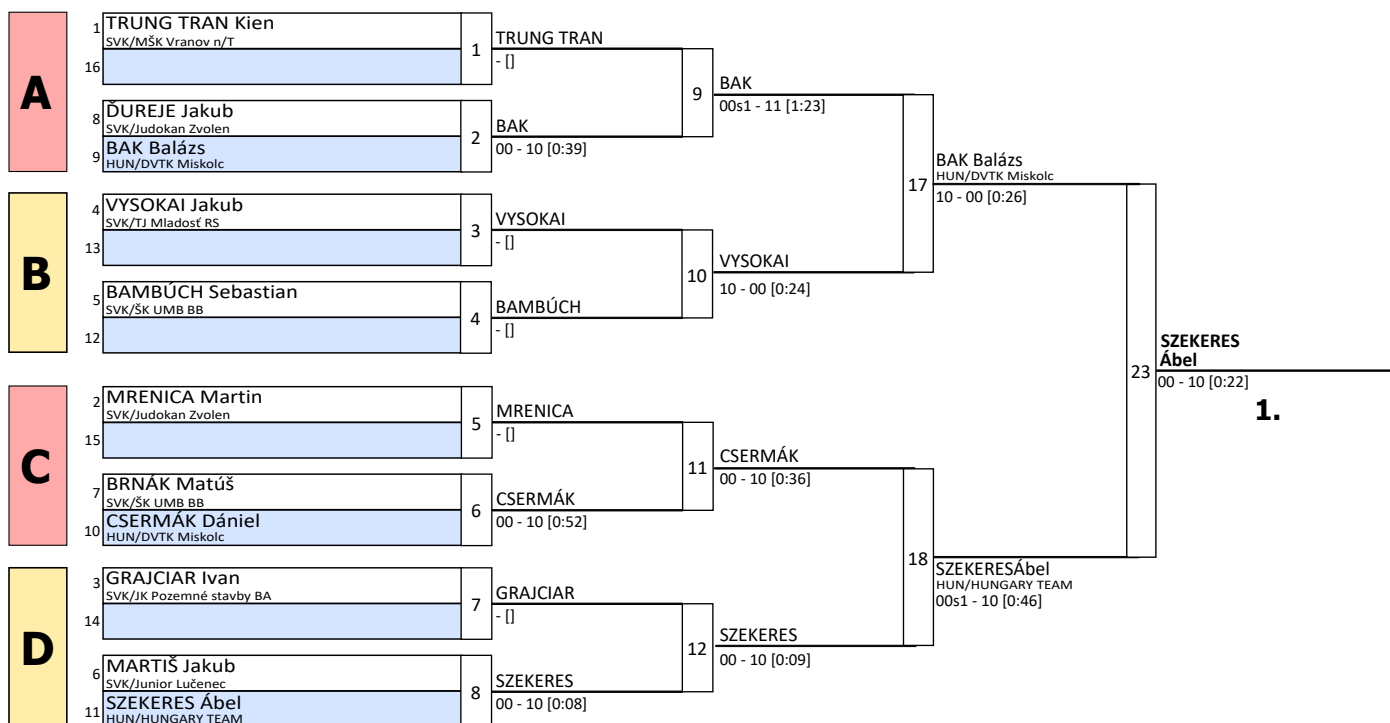 A
1 TRUNG TRAN Kien
SVK/MŠK Vranov n/T
16
1
TRUNG TRAN
- []
8 ĎUREJE Jakub
SVK/Judokan Zvolen
9 BAK Balázs
HUN/DVTK Miskolc
2
BAK
00 - 10 [0:39]
9
BAK
00s1 - 11 [1:23]
B
4 VYSOKAI Jakub
SVK/TJ Mladosť RS
13
3
VYSOKAI
- []
5 BAMBÚCH Sebastian
SVK/ŠK UMB BB
12
4
BAMBÚCH
- []
10
VYSOKAI
10 - 00 [0:24]
17
BAK Balázs
HUN/DVTK Miskolc
10 - 00 [0:26]
C
2 MRENICA Martin
SVK/Judokan Zvolen
15
5
MRENICA
- []
7 BRNÁK Matúš
SVK/ŠK UMB BB
10 CSERMÁK Dániel
HUN/DVTK Miskolc
6
CSERMÁK
00 - 10 [0:52]
11
CSERMÁK
00 - 10 [0:36]
D
3 GRAJCIAR Ivan
SVK/JK Pozemné stavby BA
14
7
GRAJCIAR
- []
6 MARTIŠ Jakub
SVK/Junior Lučenec
11 SZEKERES Ábel
HUN/HUNGARY TEAM
8
SZEKERES
00 - 10 [0:08]
12
SZEKERES
00 - 10 [0:09]
18
SZEKERESÁbel
HUN/HUNGARY TEAM
00s1 - 10 [0:46]
23
SZEKERES
Ábel
00 - 10 [0:22]
1.